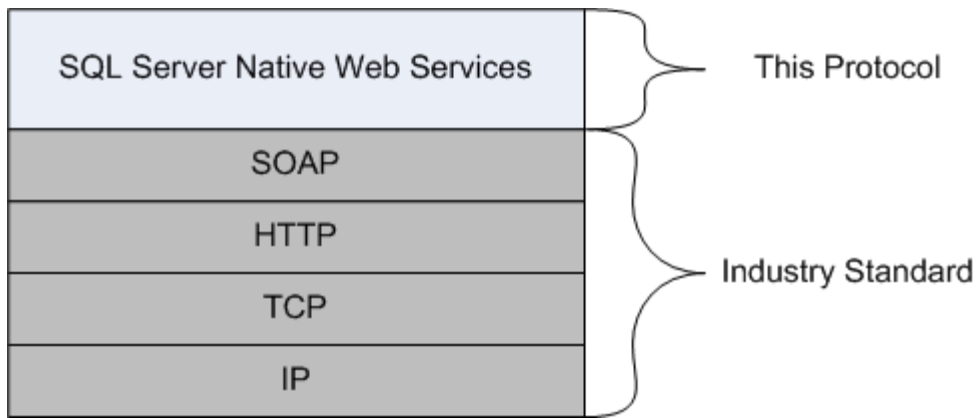 SQL Server Native Web Services
This Protocol
SOAP
HTTP
TCP
IP
Industry Standard